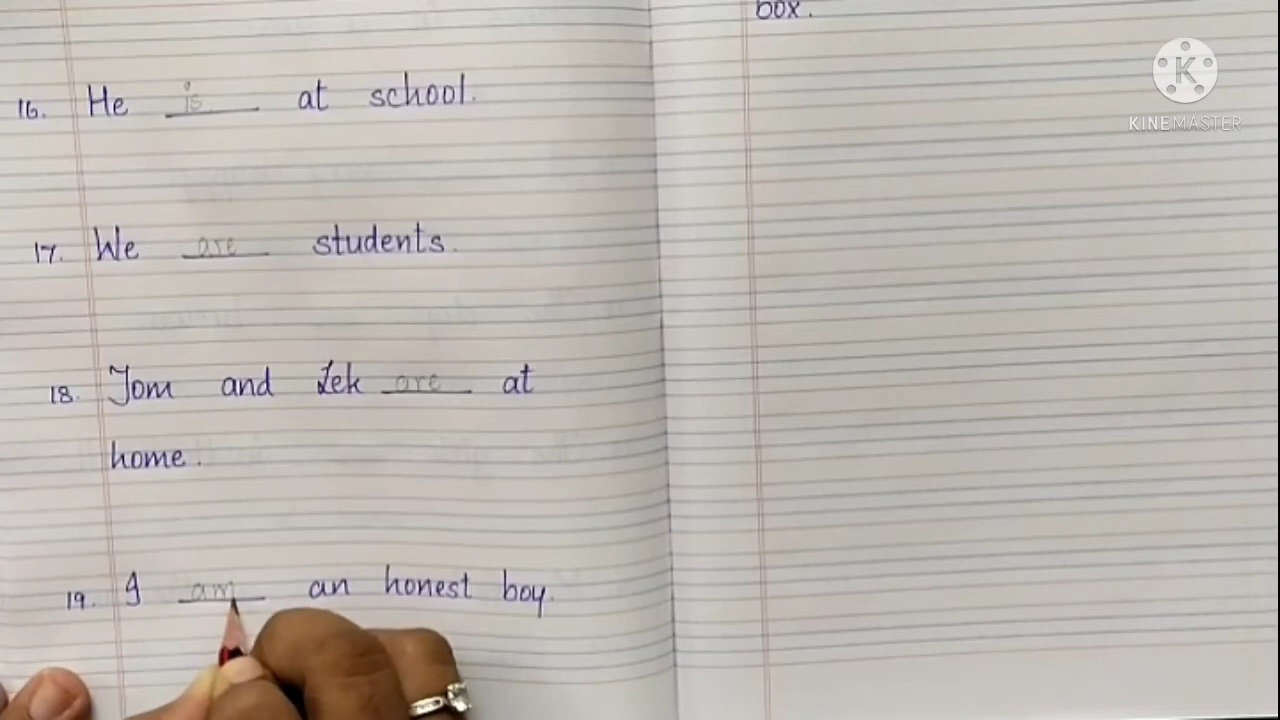 16. He is at school.
17. We are students.
18. Tom and Zek are at
home.
19. I am an honest boy.
box.
KINEMASTER